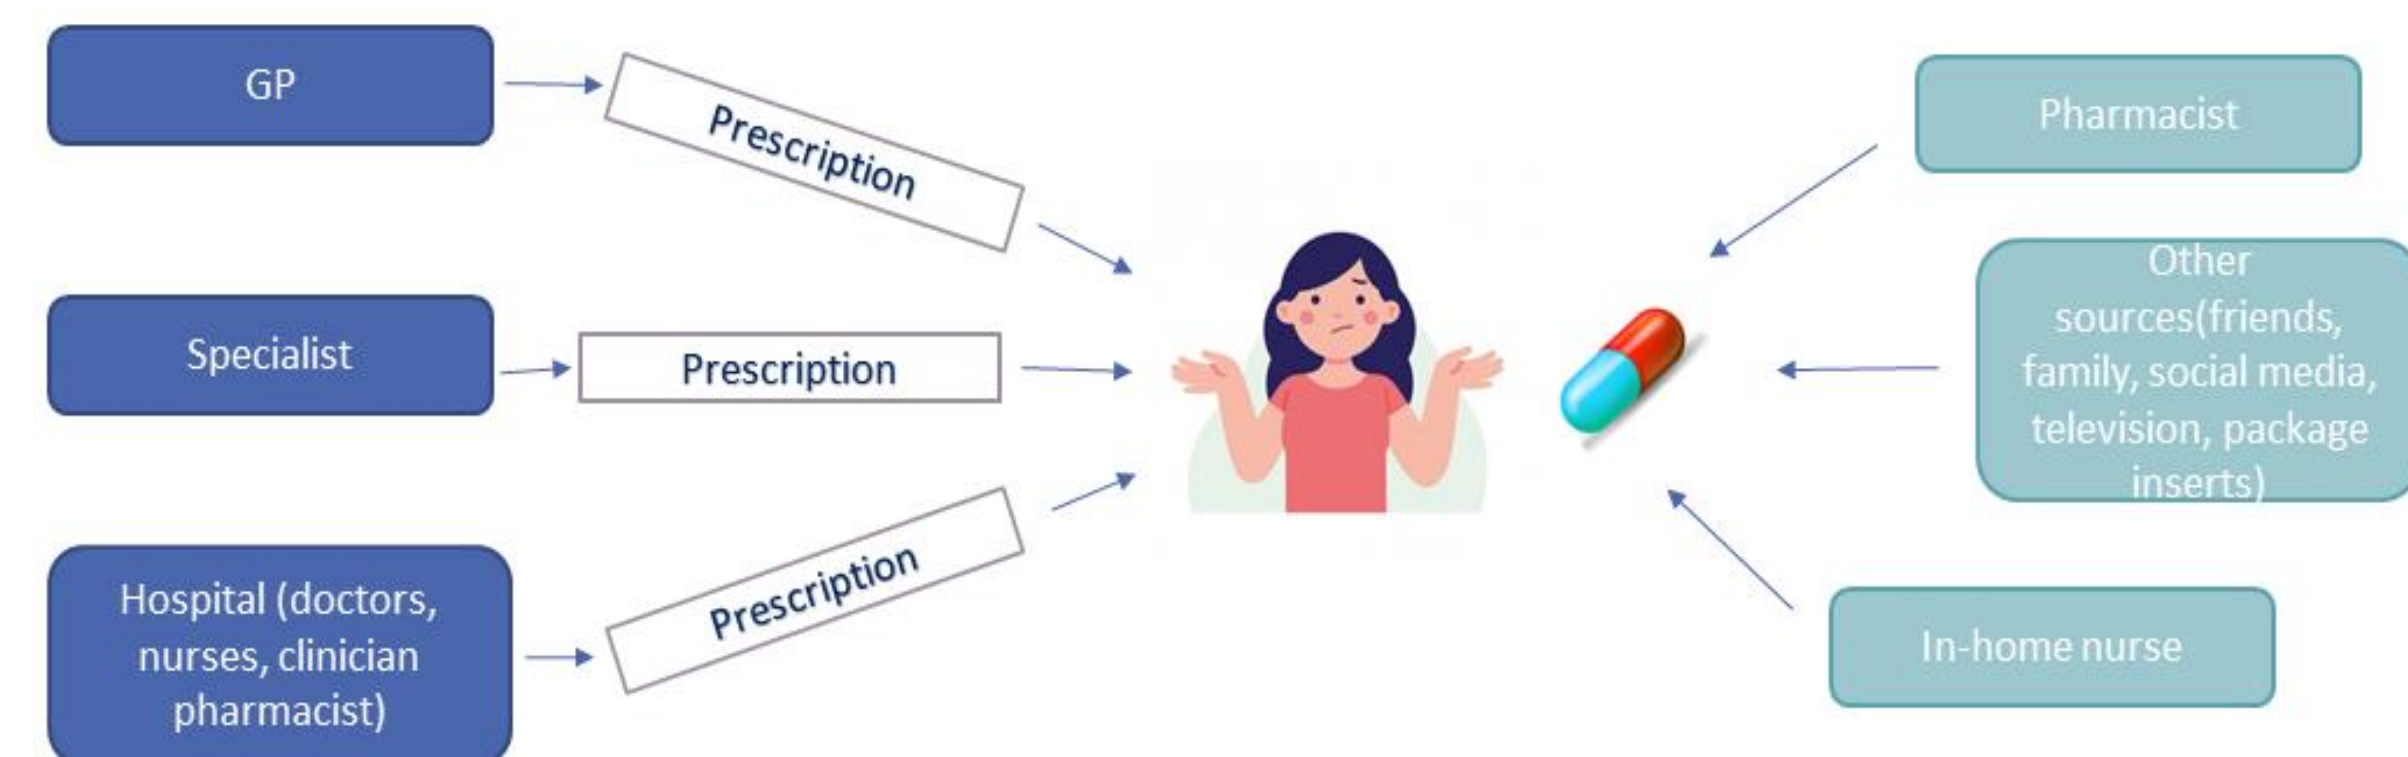 GP
Prescription
Pharmacist
Specialist
Prescription
Other
sources(friends,
family, social media,
television, package
inserts)
Hospital (doctors,
nurses, clinician
pharmacist)
Prescription
In-home nurse